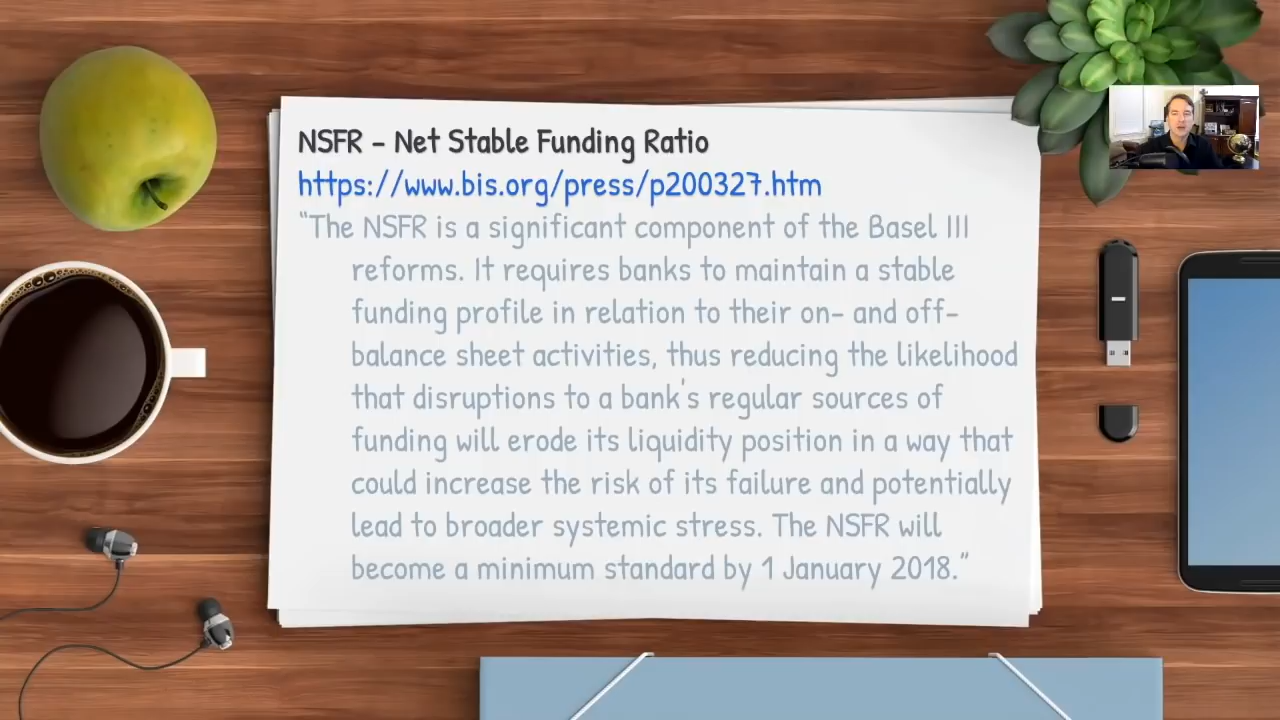 NSFR – Net Stable Funding Ratio
https://www.bis.org/press/p200327.htm
“The NSFR is a significant component of the Basel III
reforms. It requires banks to maintain a stable
funding profile in relation to their on- and off-
balance sheet activities, thus reducing the likelihood
that disruptions to a bank's regular sources of
funding will erode its liquidity position in a way that
could increase the risk of its failure and potentially
lead to broader systemic stress. The NSFR will
become a minimum standard by 1 January 2018.”